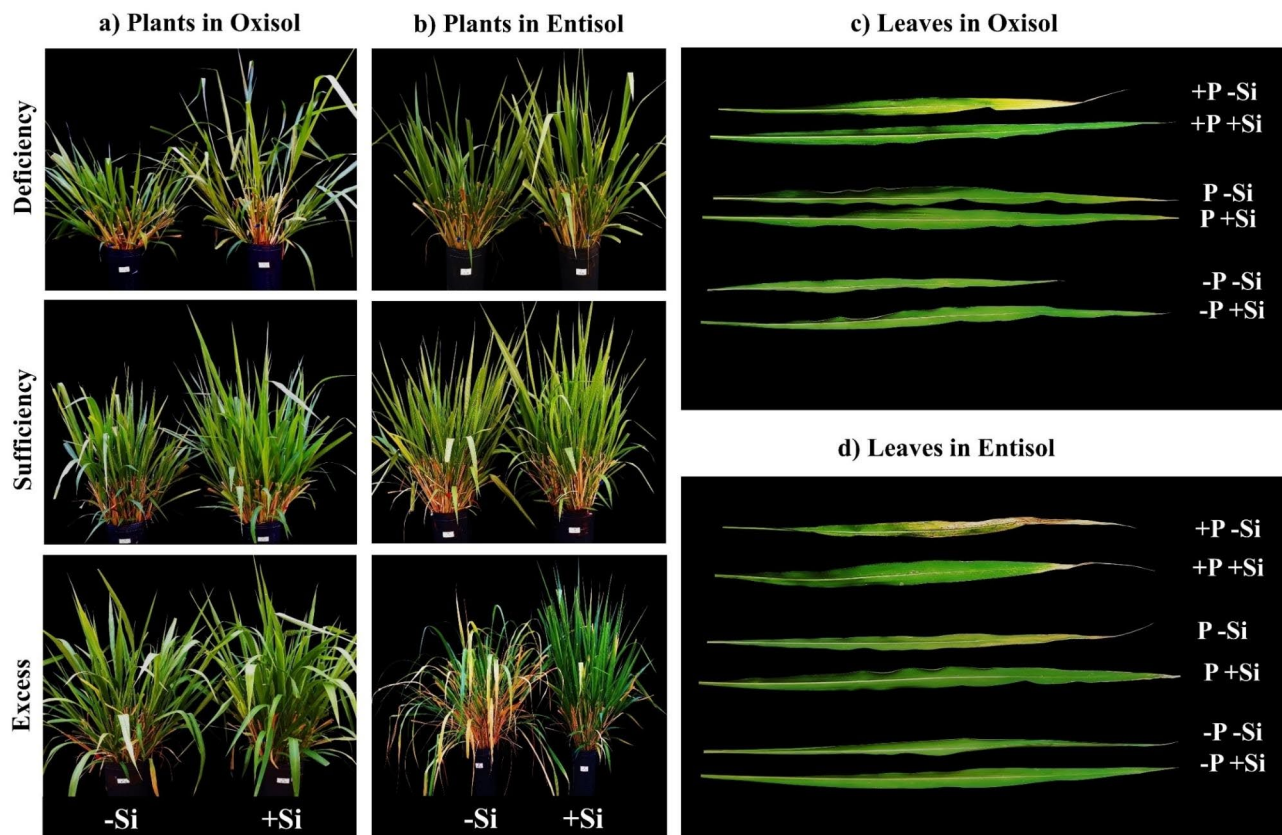 a) Plants in Oxisol
b) Plants in Entisol
c) Leaves in Oxisol
Deficiency
Sufficiency
Excess
-Si
+Si
-Si
+Si
+P -Si
+P +Si
P -Si
P +Si
-P -Si
-P +Si
d) Leaves in Entisol
+P -Si
+P +Si
P -Si
P +Si
-P -Si
-P +Si